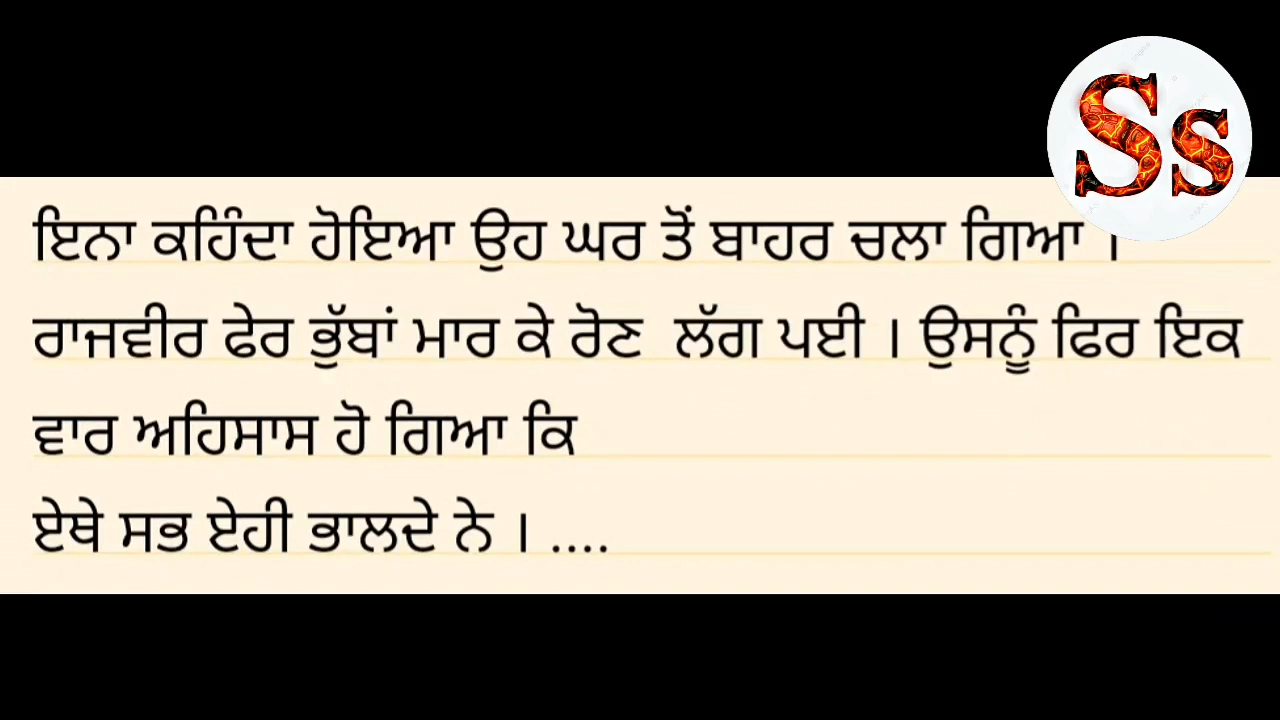 Ss
ਇਨਾ ਕਹਿੰਦਾ ਹੋਇਆ ਉਹ ਘਰ ਤੋਂ ਬਾਹਰ ਚਲਾ ਗਿਆ ।
ਰਾਜਵੀਰ ਫੇਰ ਭੁੱਬਾਂ ਮਾਰ ਕੇ ਰੋਣ ਲੱਗ ਪਈ । ਉਸਨੂੰ ਫਿਰ ਇਕ
ਵਾਰ ਅਹਿਸਾਸ ਹੋ ਗਿਆ ਕਿ
ਏਥੇ ਸਭ ਏਹੀ ਭਾਲਦੇ ਨੇ । ....